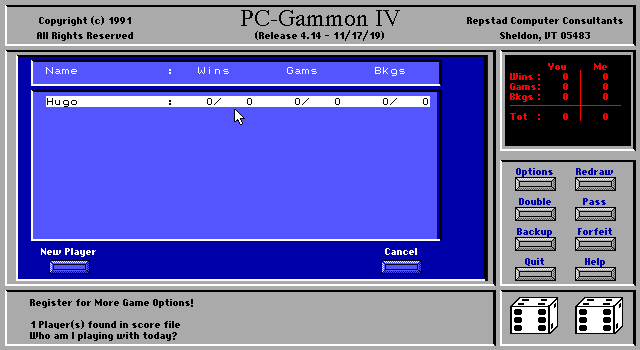 Copyright (c) 1991
All Rights Reserved
PC-Gammon IV
(Release 4.14 - 11/17/19)
Repstad Computer Consultants
Sheldon, VT 05483
Name : Wins Gams Bkgs
Hugo : 0/ 0 0/ 0 0/ 0
New Player
Cancel
You Me
Wins: 0 0
Gams: 0 0
Bkgs: 0 0
Tot : 0 0
Options Redraw
Double Pass
Backup Forfeit
Quit Help
Register for More Game Options!
1 Player(s) found in score file
Who am I playing with today?